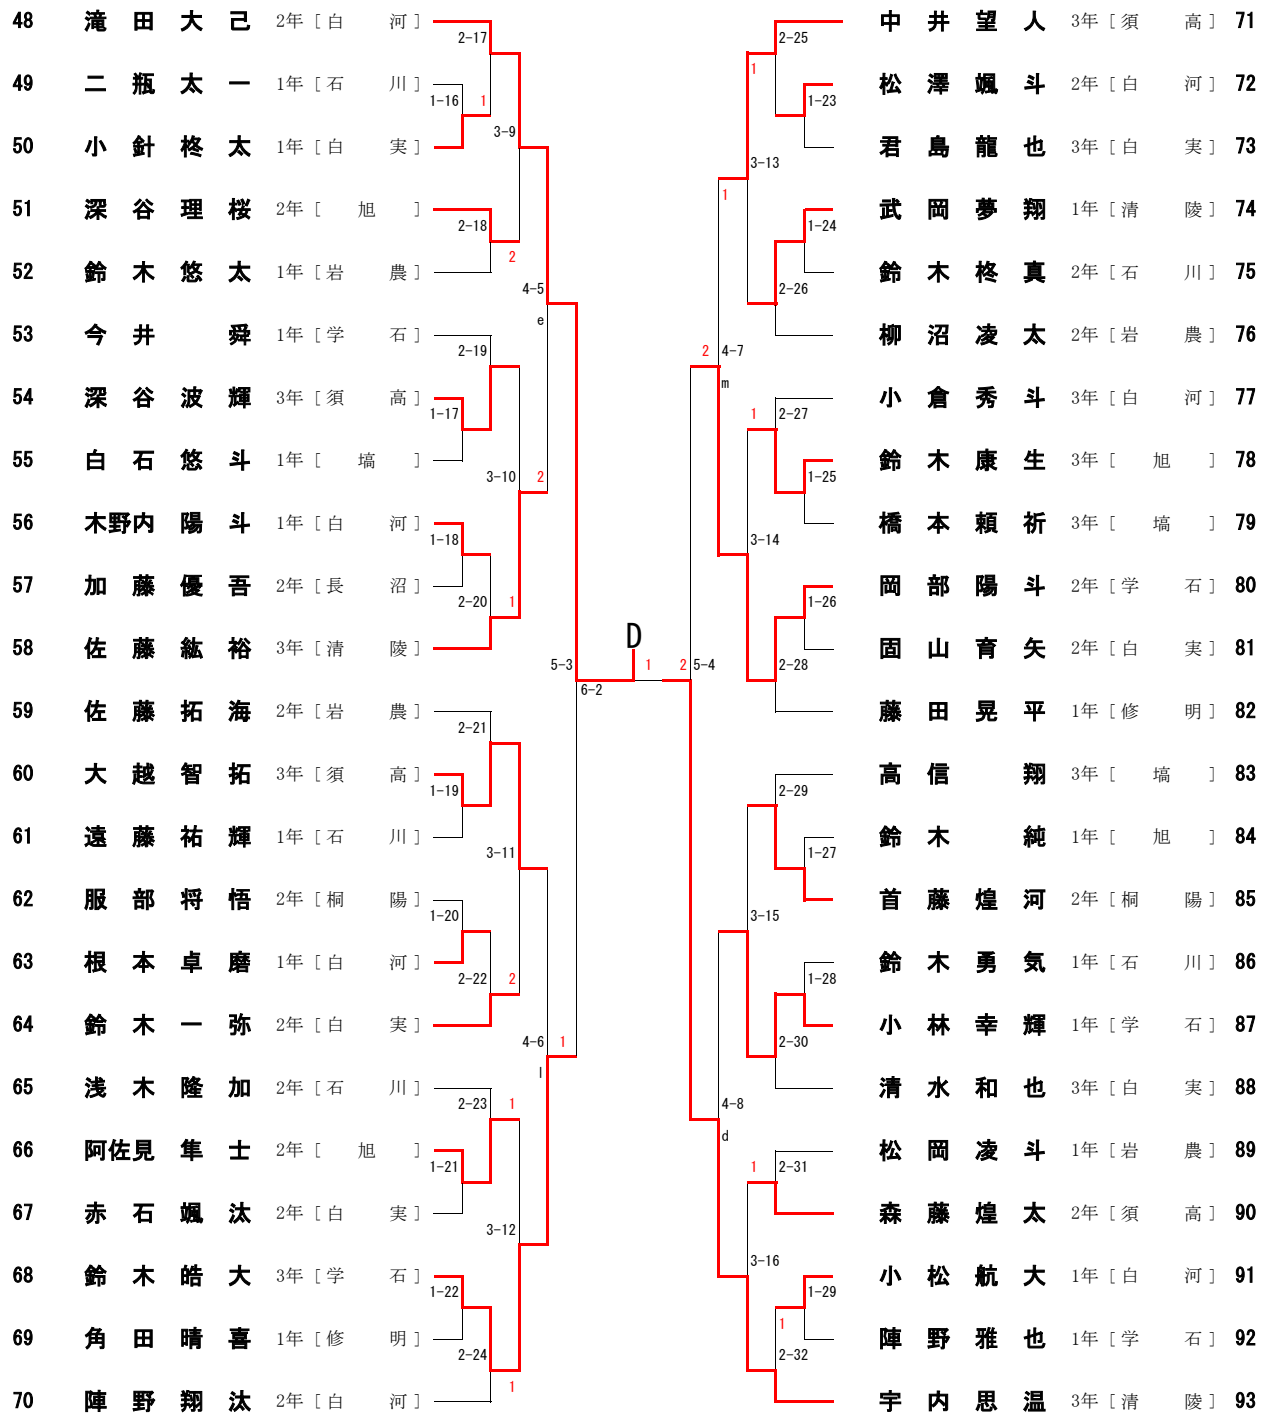 48 滝田大己 2年［白河］
2-17
49 二瓶太一 1年［石川］
1-16 1
50 小針柊太 1年［白実］
3-9
51 深谷理桜 2年［旭］
2-18
2
52 鈴木悠太 1年［岩農］
4-5
e
53 今井舜 1年［学石］
2-19
54 深谷波輝 3年［須高］
1-17
55 白石悠斗 1年［塙］
3-10 2
56 木野内陽斗 1年［白河］
1-18
57 加藤優吾 2年［長沼］
2-20 1
58 佐藤紘裕 3年［清陵］
5-3
6-2
D
1
2
5-4
59 佐藤拓海 2年［岩農］
2-21
60 大越智拓 3年［須高］
1-19
61 遠藤祐輝 1年［石川］
3-11
62 服部将悟 2年［桐陽］
1-20
63 根本卓磨 1年［白河］
2-22 2
64 鈴木一弥 2年［白実］
4-6 1
l
65 浅木隆加 2年［石川］
2-23 1
66 阿佐見隼士 2年［旭］
1-21
67 赤石颯汰 2年［白実］
3-12
68 鈴木皓大 3年［学石］
1-22
69 角田晴喜 1年［修明］
2-24
1
70 陣野翔汰 2年［白河］
中井望人 3年［須高］ 71
2-25
1
松澤颯斗 2年［白河］ 72
1-23
君島龍也 3年［白実］ 73
3-13
1
武岡夢翔 1年［清陵］ 74
1-24
鈴木柊真 2年［石川］ 75
2-26
柳沼凌太 2年［岩農］ 76
2 4-7
m
小倉秀斗 3年［白河］ 77
1 2-27
鈴木康生 3年［旭］ 78
1-25
橋本頼祈 3年［塙］ 79
3-14
岡部陽斗 2年［学石］ 80
1-26
固山育矢 2年［白実］ 81
2-28
藤田晃平 1年［修明］ 82
高信翔 3年［塙］ 83
2-29
鈴木純 1年［旭］ 84
1-27
首藤煌河 2年［桐陽］ 85
3-15
鈴木勇気 1年［石川］ 86
1-28
小林幸輝 1年［学石］ 87
2-30
清水和也 3年［白実］ 88
4-8
d
松岡凌斗 1年［岩農］ 89
1 2-31
森藤煌太 2年［須高］ 90
3-16
小松航大 1年［白河］ 91
1-29
1
陣野雅也 1年［学石］ 92
2-32
宇内思温 3年［清陵］ 93